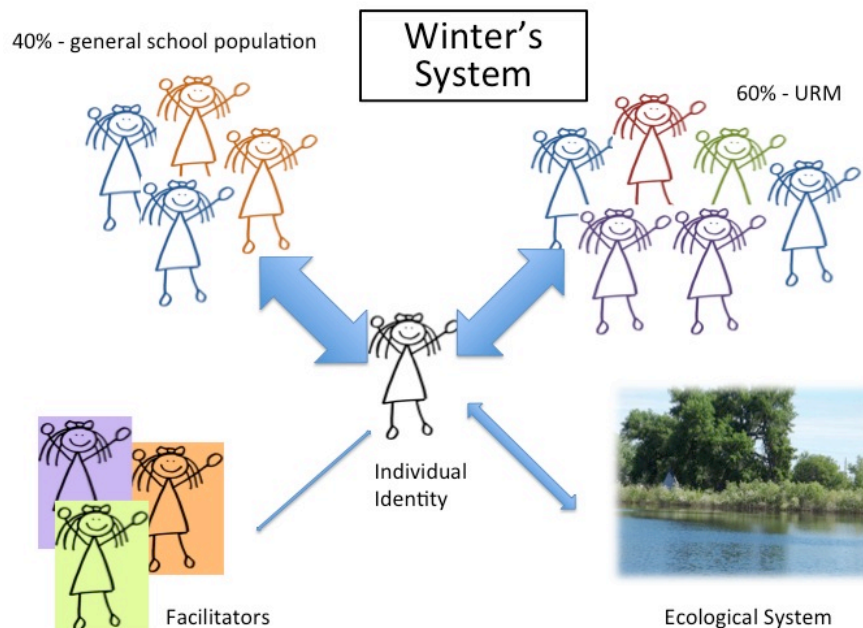 Winter's
System
40% - general school population
60% - URM
Individual
Identity
Facilitators
Ecological System